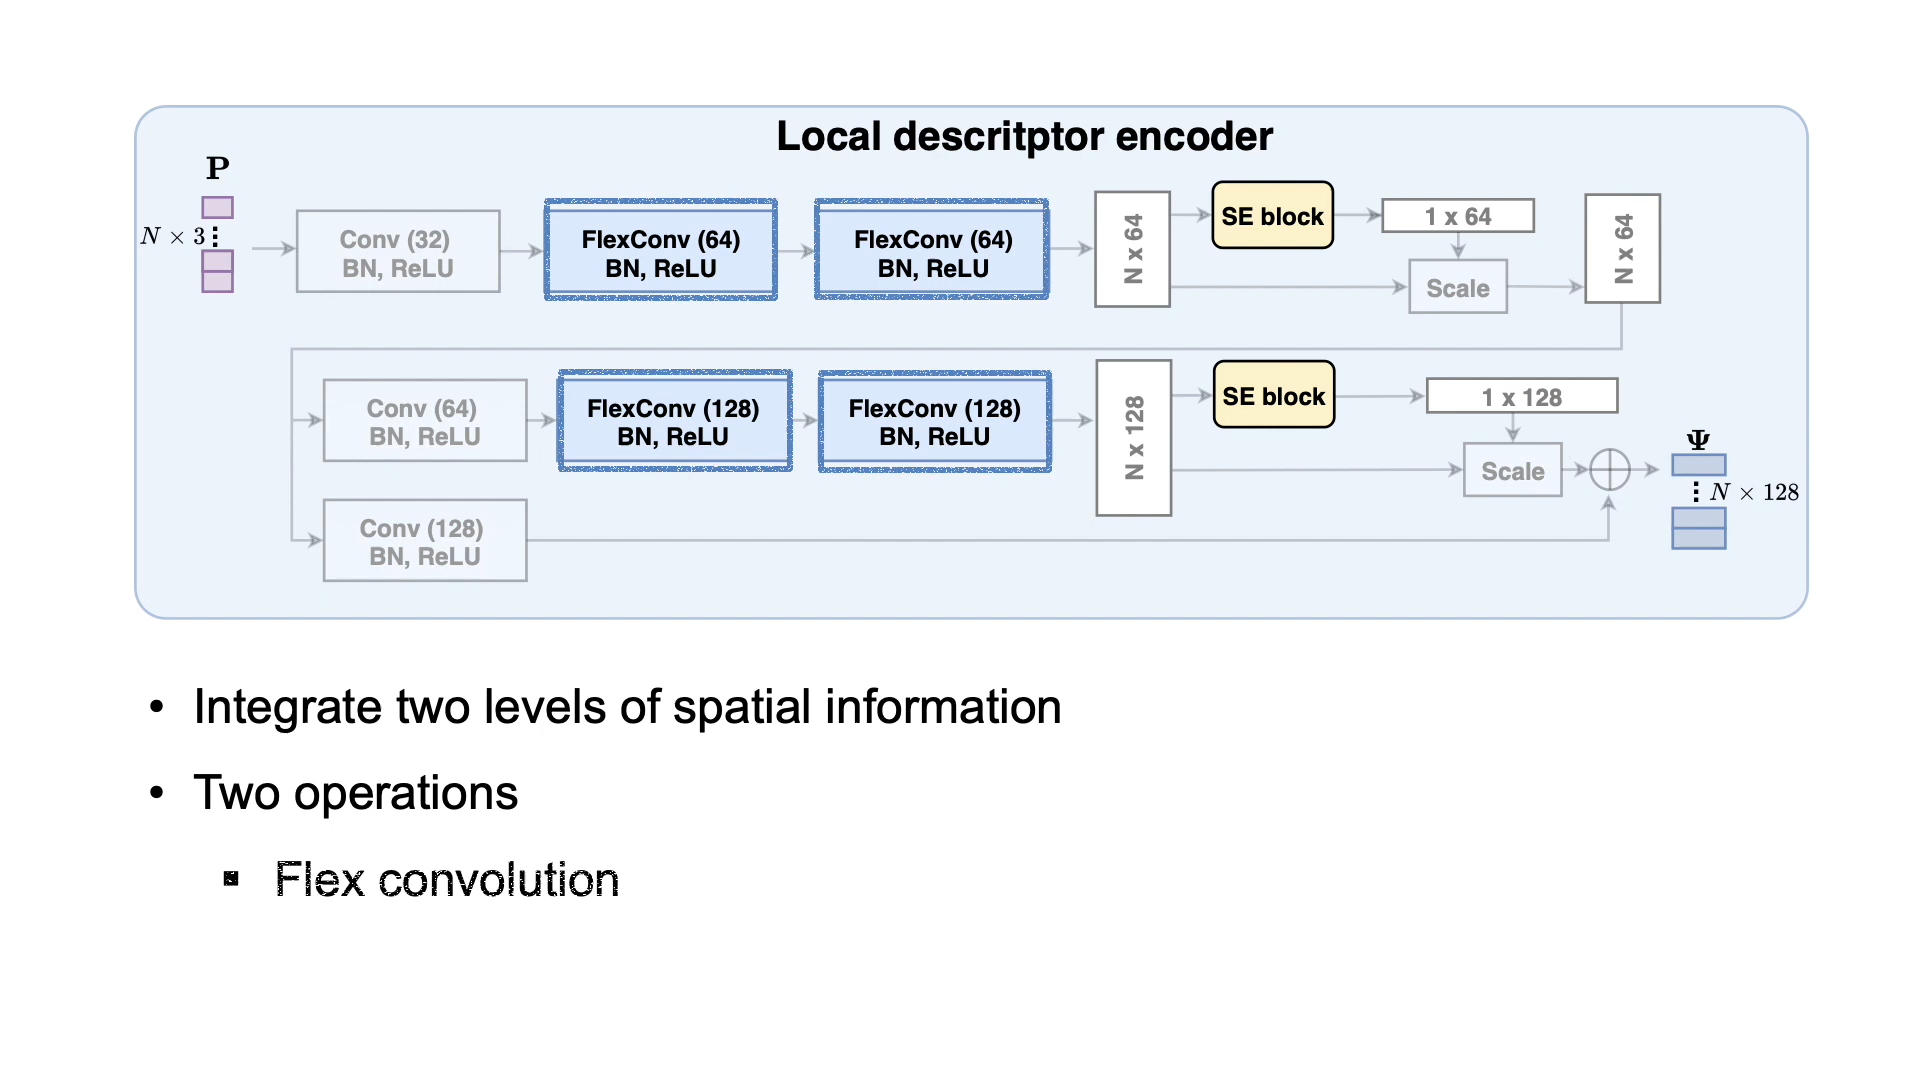 Local descritptor encoder
P
N × 3
Conv (32)
BN, ReLU
FlexConv (64)
BN, ReLU
FlexConv (64)
BN, ReLU
N x 64
SE block
1 x 64
Scale
N x 64
Conv (64)
BN, ReLU
FlexConv (128)
BN, ReLU
FlexConv (128)
BN, ReLU
N x 128
SE block
1 x 128
Scale
Ψ
N × 128
Conv (128)
BN, ReLU
• Integrate two levels of spatial information
• Two operations
▪ Flex convolution